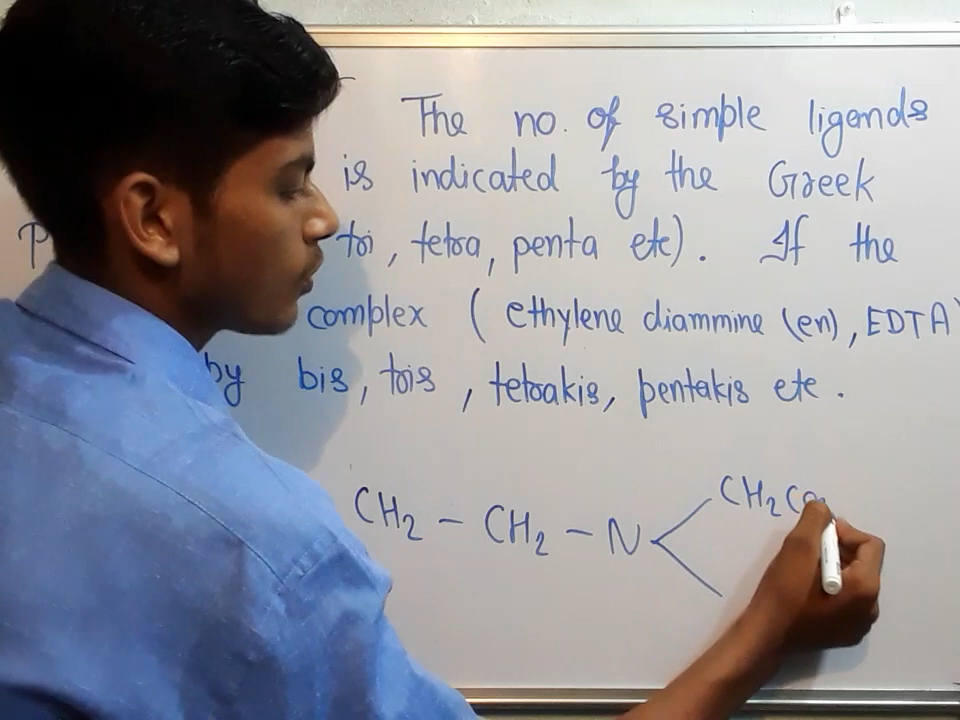 The no. of simple ligands
is indicated by the Greek
tri, tetra, penta etc). If the
complex ( ethylene diammine (en), EDTA)
by bis, tris, tetrakis, pentakis etc.
CH2 - CH2 - N
CH2CO